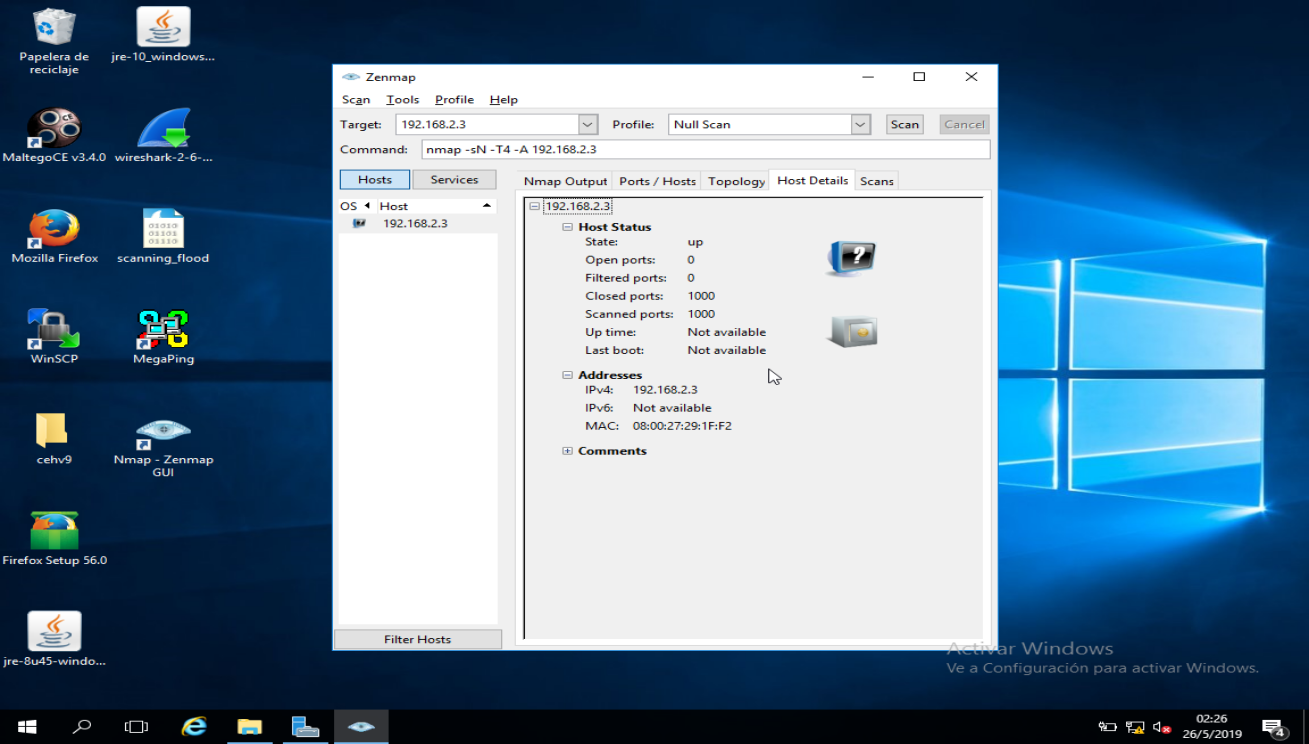 Papelera de
reciclaje
jre-10_windows...
MaltegoCE v3.4.0
wireshark-2-6-...
Mozilla Firefox
scanning_flood
WinSCP
MegaPing
cehv9
Nmap - Zenmap
GUI
Firefox Setup 56.0
jre-8u45-windo...
Zenmap
Scan Tools Profile Help
Target: 192.168.2.3 Profile: Null Scan Scan Cancel
Command: nmap -sN -T4 -A 192.168.2.3
Hosts Services
Nmap Output Ports / Hosts Topology Host Details Scans
OS Host
192.168.2.3
192.168.2.3
Host Status
State: up
Open ports: 0
Filtered ports: 0
Closed ports: 1000
Scanned ports: 1000
Up time: Not available
Last boot: Not available
Addresses
IPv4: 192.168.2.3
IPv6: Not available
MAC: 08:00:27:29:1F:F2
Comments
Filter Hosts
Activar Windows
Ve a Configuración para activar Windows.
02:26
26/5/2019
4